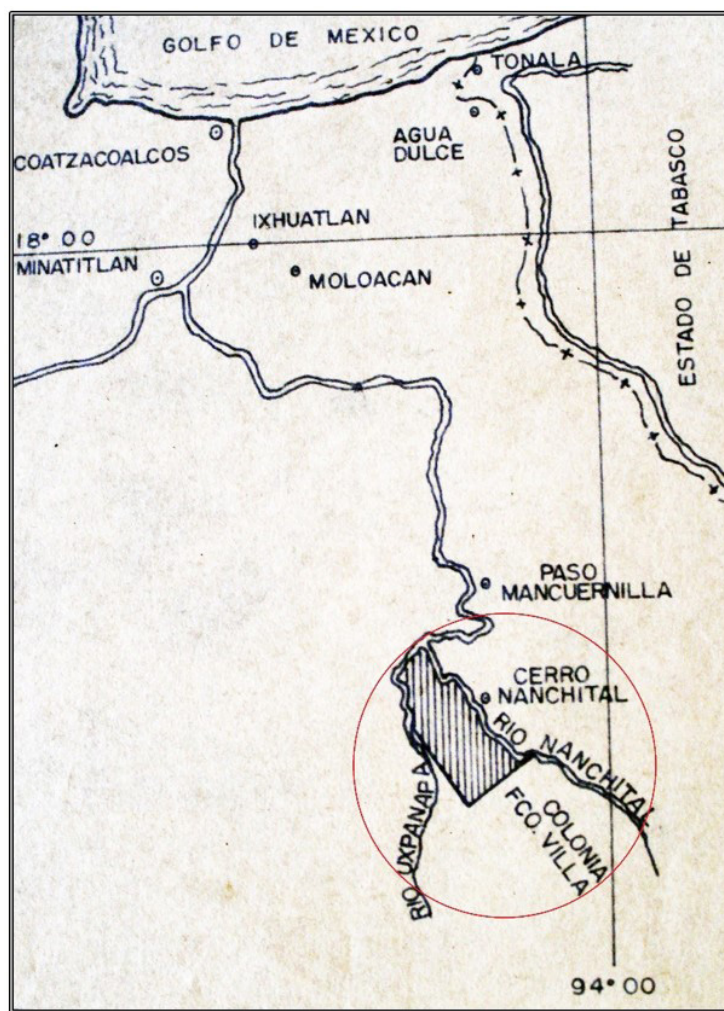 GOLFO DE MEXICO
TONALA
AGUA
DULCE
COATZACOALCOS
ESTADO DE TABASCO
IXHUATLAN
18° 00
MINATITLAN
MOLOACAN
PASO
MANCUERNILLA
CERRO
NANCHITAL
RIO NANCHITAL
RIO UXPANAPA
COLONIA
FCO. VILLA
94° 00